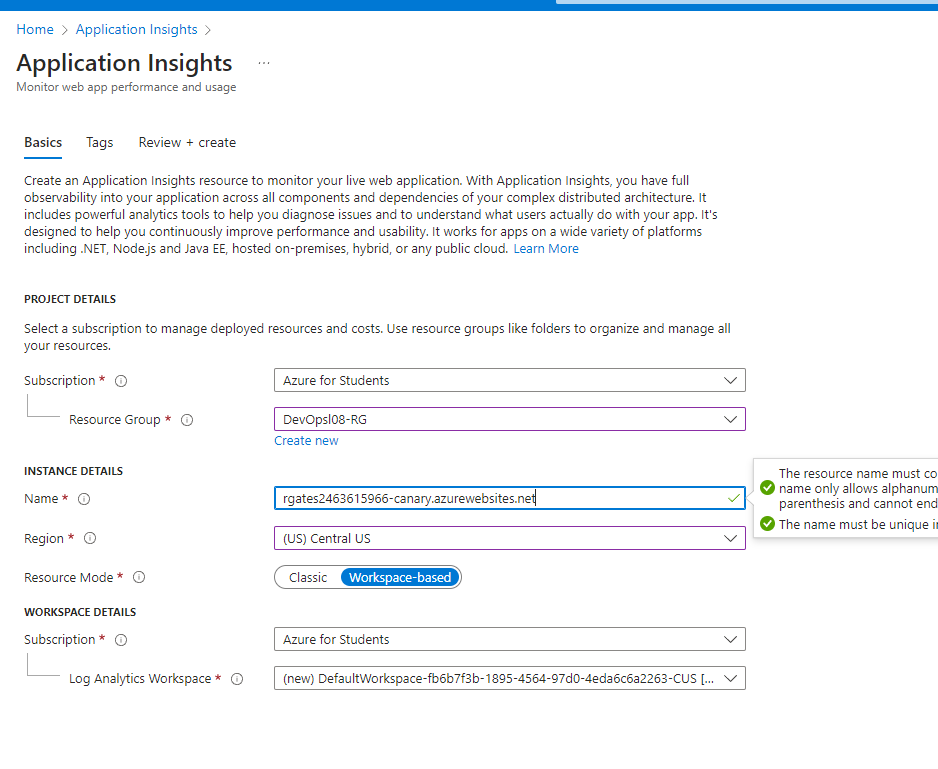 Home > Application Insights >
Application Insights ...
Monitor web app performance and usage
Basics Tags Review + create
Create an Application Insights resource to monitor your live web application. With Application Insights, you have full
observability into your application across all components and dependencies of your complex distributed architecture. It
includes powerful analytics tools to help you diagnose issues and to understand what users actually do with your app. It's
designed to help you continuously improve performance and usability. It works for apps on a wide variety of platforms
including .NET, Node.js and Java EE, hosted on-premises, hybrid, or any public cloud. Learn More
PROJECT DETAILS
Select a subscription to manage deployed resources and costs. Use resource groups like folders to organize and manage all
your resources.
Subscription * Azure for Students
Resource Group * DevOpsl08-RG
Create new
INSTANCE DETAILS
Name * rgates2463615966-canary.azurewebsites.net
The resource name must co
name only allows alphanum
parenthesis and cannot end
The name must be unique i
Region * (US) Central US
Resource Mode * Classic Workspace-based
WORKSPACE DETAILS
Subscription * Azure for Students
Log Analytics Workspace * (new) DefaultWorkspace-fb6b7f3b-1895-4564-97d0-4eda6c6a2263-CUS [...